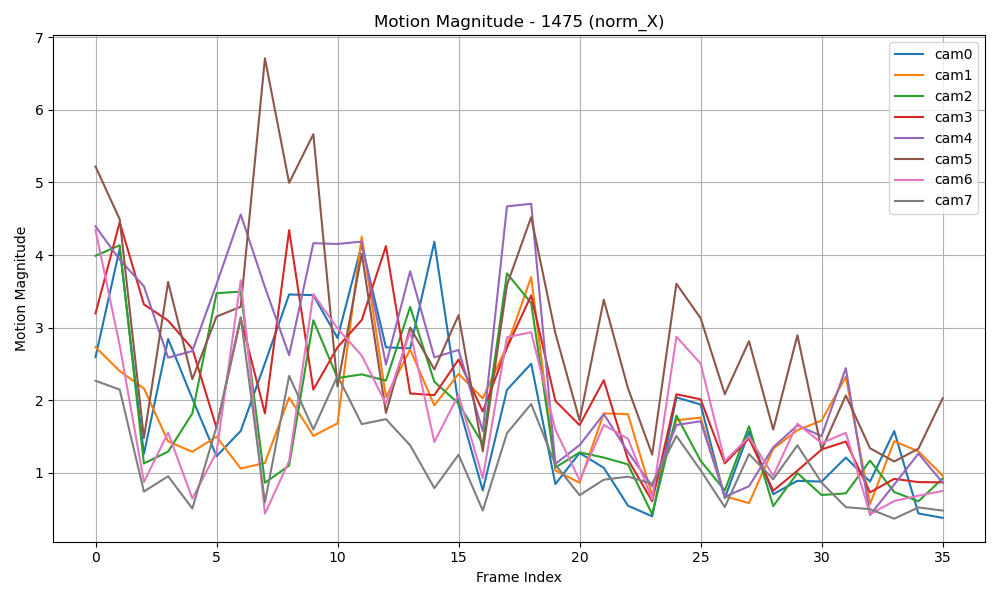 Motion Magnitude - 1475 (norm_X)
Motion Magnitude
7
6
5
4
3
2
1
0
5
10
15
20
25
30
35
Frame Index
cam0
cam1
cam2
cam3
cam4
cam5
cam6
cam7